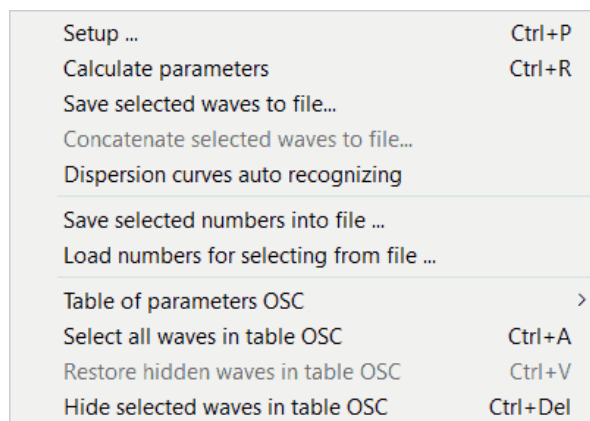 Setup ... Ctrl+P
Calculate parameters Ctrl+R
Save selected waves to file...
Concatenate selected waves to file...
Dispersion curves auto recognizing
Save selected numbers into file ...
Load numbers for selecting from file ...
Table of parameters OSC
Select all waves in table OSC Ctrl+A
Restore hidden waves in table OSC Ctrl+V
Hide selected waves in table OSC Ctrl+Del